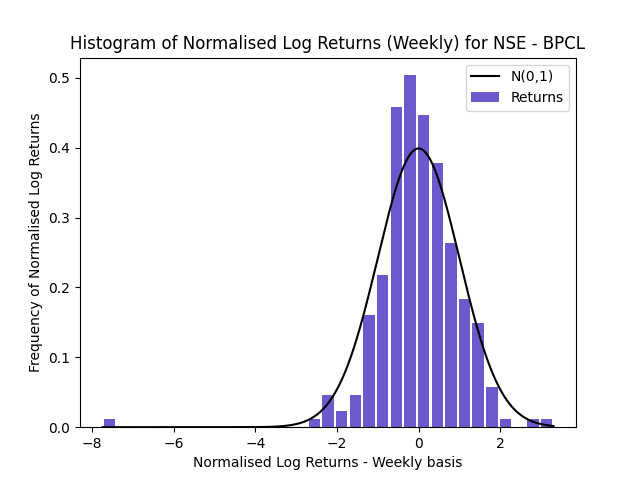 Histogram of Normalised Log Returns (Weekly) for NSE - BPCL
N(0,1)
Returns
Frequency of Normalised Log Returns
0.5
0.4
0.3
0.2
0.1
0.0
−8 −6 −4 −2 0 2
Normalised Log Returns - Weekly basis